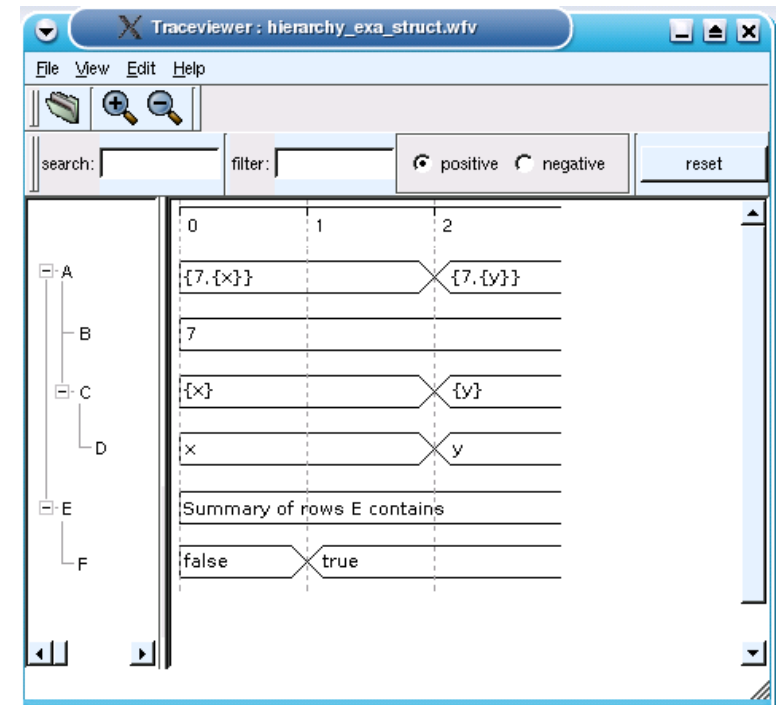 Traceviewer : hierarchy_exa_struct.wfv
File View Edit Help
search: filter: positive negative reset
0 1 2
A {7.{x}} {7.{y}}
B 7
C {x} {y}
D x y
E Summary of rows E contains
F false true